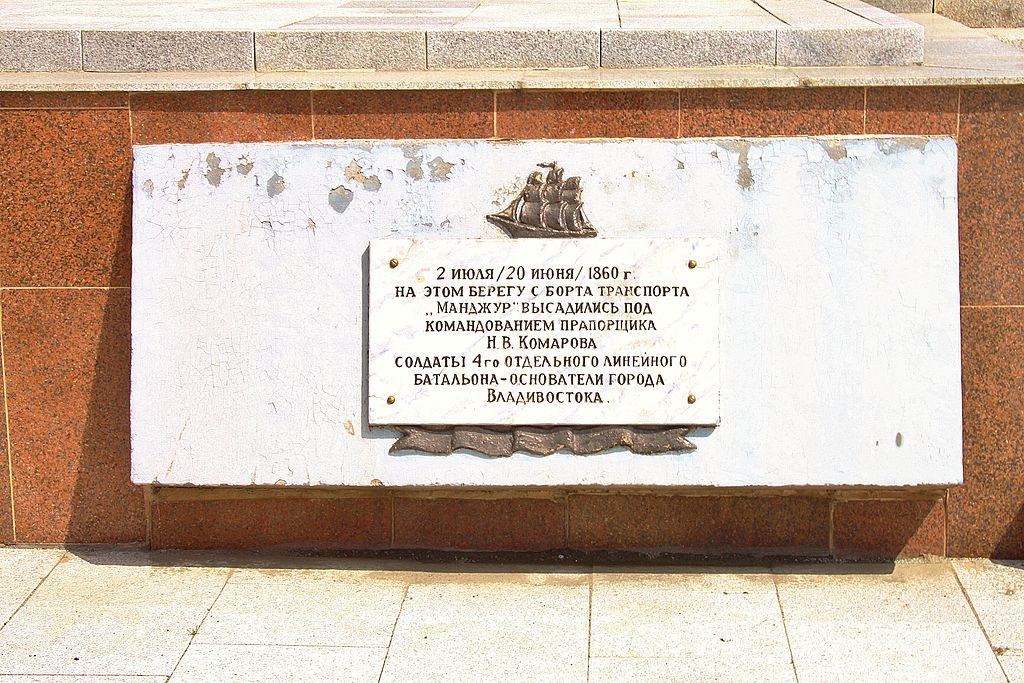 2 июля/20 июня/1860 г.
на этом берегу с борта транспорта
„Манджур" высадились под
командованием прапорщика
Н.В. Комарова
солдаты 4го отдельного линейного
батальона-основатели города
Владивостока.